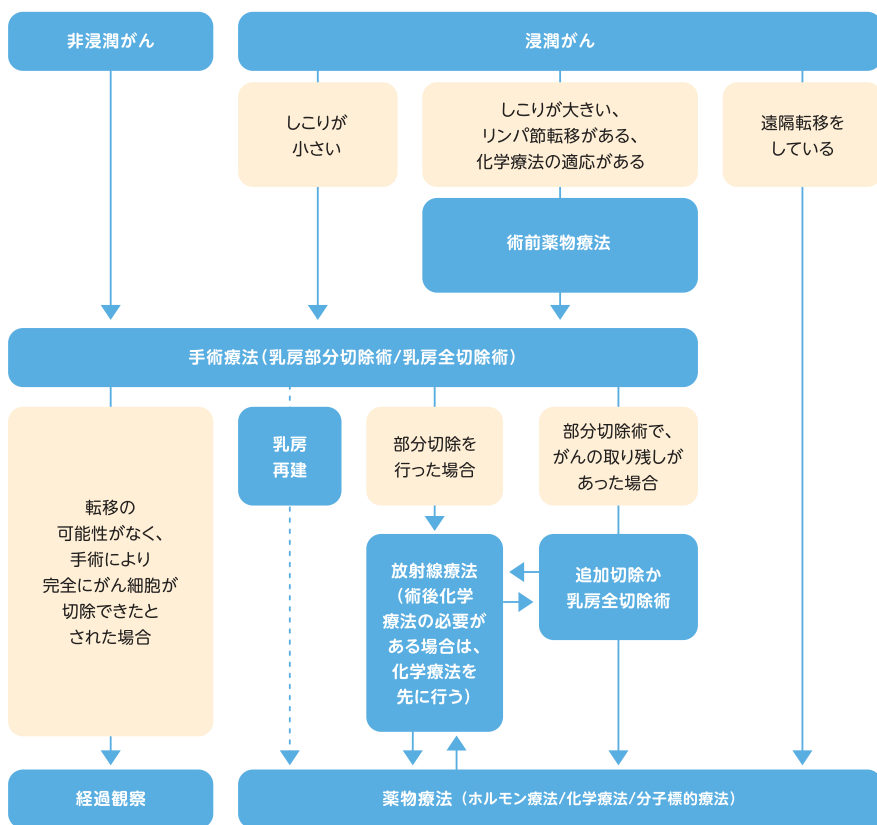 非浸潤がん
浸潤がん
しこりが
小さい
しこりが大きい、
リンパ節転移がある、
化学療法の適応がある
遠隔転移を
している
術前薬物療法
手術療法(乳房部分切除術/乳房全切除術)
転移の
可能性がなく、
手術により
完全にがん細胞が
切除できたと
された場合
乳房
再建
部分切除を
行った場合
部分切除術で、
がんの取り残しが
あった場合
放射線療法
(術後化学
療法の必要が
ある場合は、
化学療法を
先に行う)
追加切除か
乳房全切除術
経過観察
薬物療法(ホルモン療法/化学療法/分子標的療法)